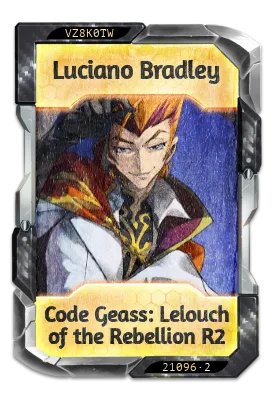 VZ8K0TW
Luciano Bradley
Code Geass: Lelouch
of the Rebellion R2
21096·2